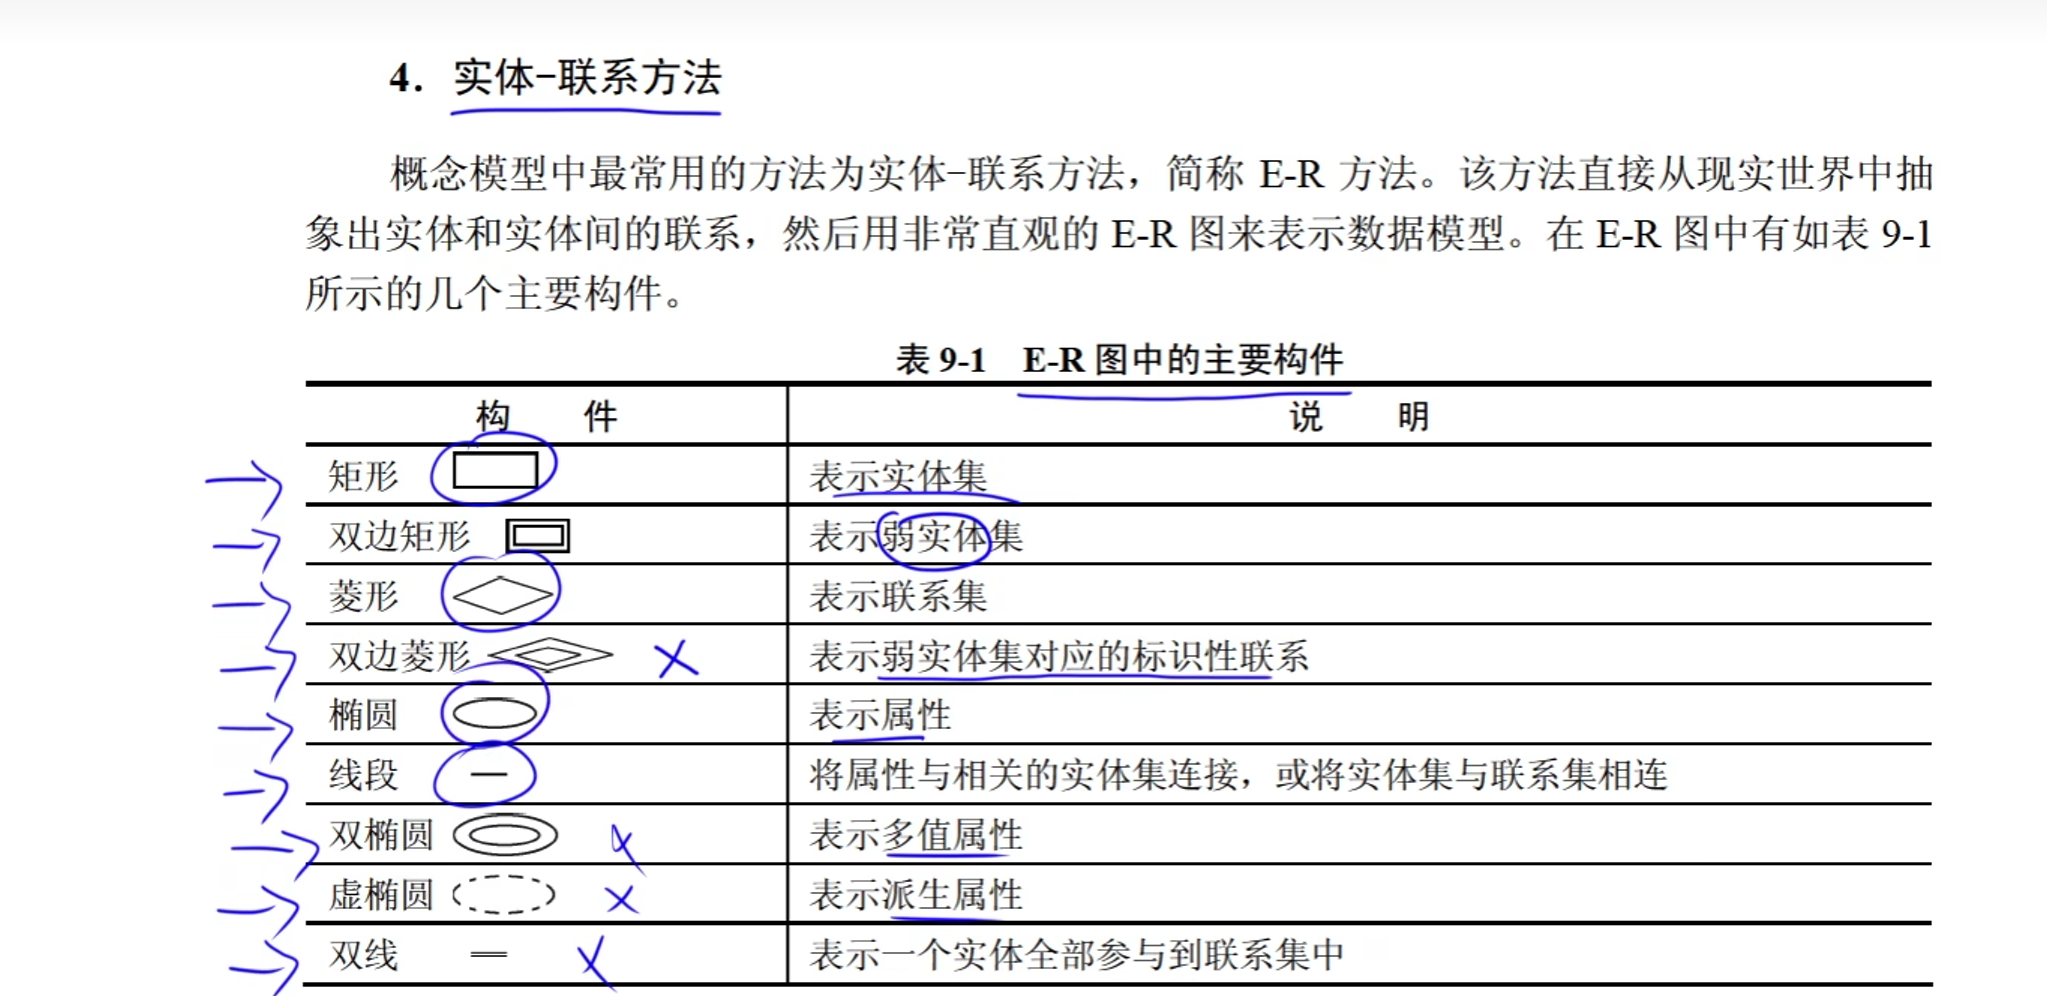 4. 实体-联系方法
概念模型中最常用的方法为实体-联系方法，简称 E-R 方法。该方法直接从现实世界中抽
象出实体和实体间的联系，然后用非常直观的 E-R 图来表示数据模型。在 E-R 图中有如表 9-1
所示的几个主要构件。
表 9-1 E-R 图中的主要构件
构 件 说 明
矩形 表示实体集
双边矩形 表示弱实体集
菱形 表示联系集
双边菱形 表示弱实体集对应的标识性联系
椭圆 表示属性
线段 将属性与相关的实体集连接，或将实体集与联系集相连
双椭圆 表示多值属性
虚椭圆 表示派生属性
双线 表示一个实体全部参与到联系集中